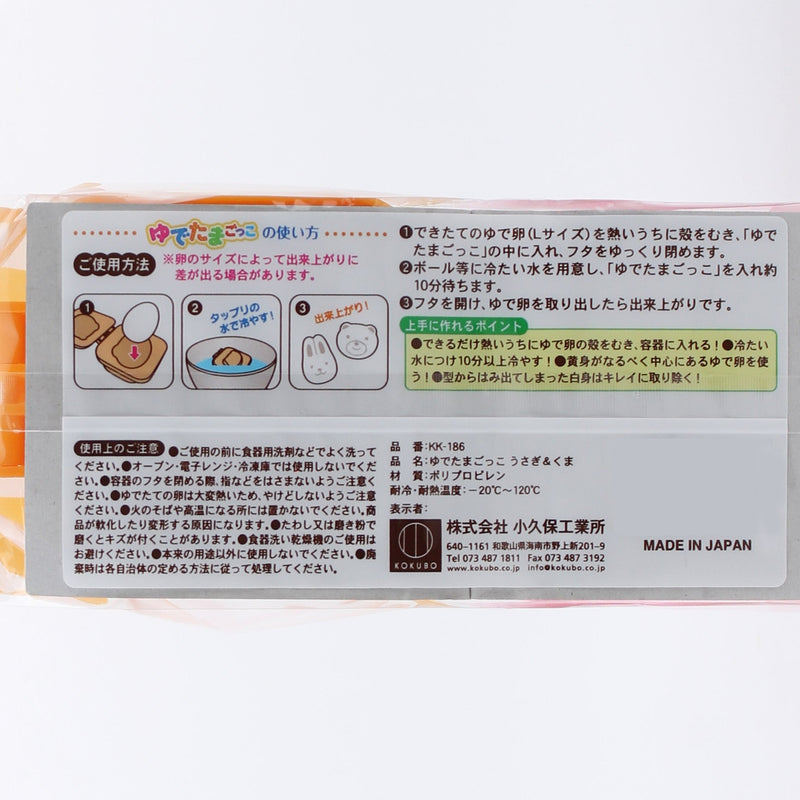 ゆでたまごっこ の使い方
ご使用方法
※卵のサイズによって出来上がりに
差が出る場合があります。
1
2
タップリの
水で冷やす!
3
出来上がり!
❶できたてのゆで卵(Lサイズ)を熱いうちに殻をむき、「ゆで
たまごっこ」の中に入れ、フタをゆっくり閉めます。
❷ボール等に冷たい水を用意し、「ゆでたまごっこ」を入れ約
10分待ちます。
❸フタを開け、ゆで卵を取り出したら出来上がりです。
上手に作れるポイント
●できるだけ熱いうちにゆで卵の殻をむき、容器に入れる!●冷たい
水につけ10分以上冷やす!●黄身がなるべく中心にあるゆで卵を使
う!●型からはみ出てしまった白身はキレイに取り除く!
使用上のご注意 ●ご使用の前に食器用洗剤などでよく洗って
ください。●オーブン・電子レンジ・冷凍庫では使用しないでくだ
さい。●容器のフタを閉める際、指などをはさまないようご注意く
ださい。●ゆでたての卵は大変熱いため、やけどしないようご注意
ください。●火のそばや高温になる所には置かないでください。商
品が軟化したり変形する原因になります。●たわし又は磨き粉で
磨くとキズが付くことがあります。●食器洗い乾燥機のご使用は
お避けください。●本来の用途以外に使用しないでください。●廃
棄時は各自治体の定める方法に従って処理してください。
品 番:KK-186
品 名:ゆでたまごっこ うさぎ&くま
材 質:ポリプロピレン
耐冷・耐熱温度:−20℃〜120℃
表示者:
KOKUBO
株式会社 小久保工業所
640-1161 和歌山県海南市野上新201-9
Tel 073 487 1811 Fax 073 487 3192
www.kokubo.co.jp info@kokubo.co.jp
MADE IN JAPAN